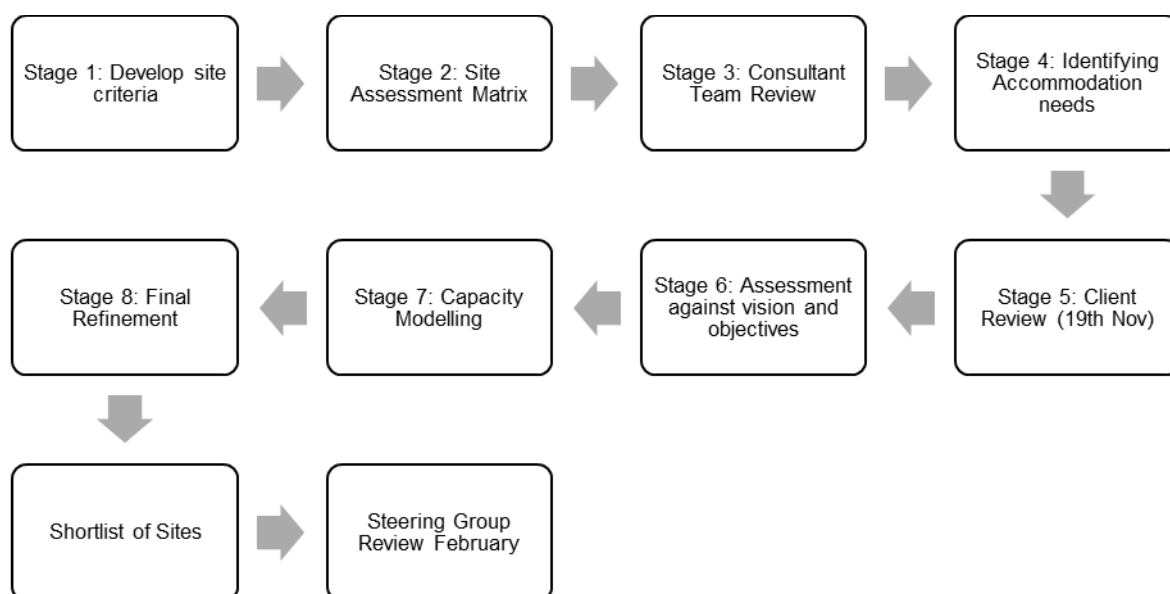 Stage 1: Develop site
criteria
Stage 2: Site
Assessment Matrix
Stage 3: Consultant
Team Review
Stage 4: Identifying
Accommodation
needs
Stage 8: Final
Refinement
Stage 7: Capacity
Modelling
Stage 6: Assessment
against vision and
objectives
Stage 5: Client
Review (19th Nov)
Shortlist of Sites
Steering Group
Review February